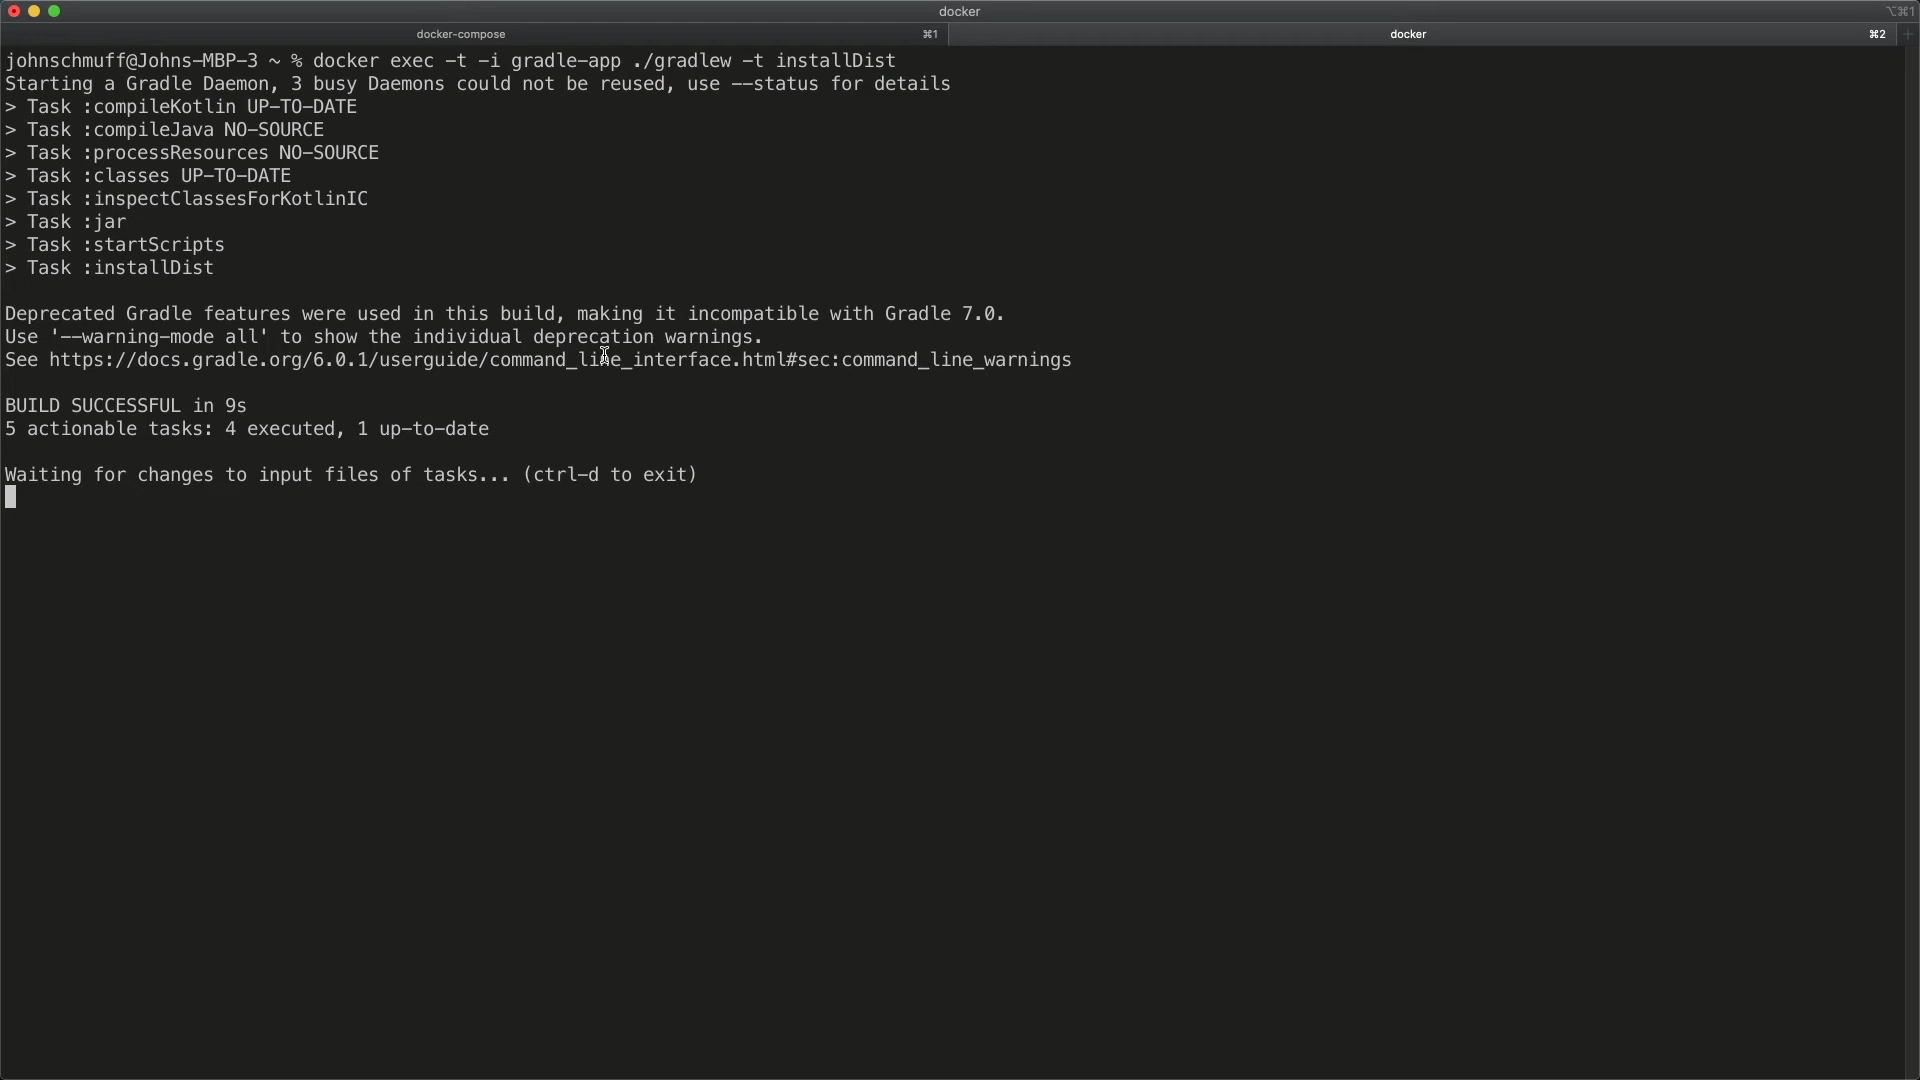 docker
⌥⌘1
docker-compose ⌘1 docker ⌘2 +
johnschmuff@Johns-MBP-3 ~ % docker exec -t -i gradle-app ./gradlew -t installDist
Starting a Gradle Daemon, 3 busy Daemons could not be reused, use --status for details
> Task :compileKotlin UP-TO-DATE
> Task :compileJava NO-SOURCE
> Task :processResources NO-SOURCE
> Task :classes UP-TO-DATE
> Task :inspectClassesForKotlinIC
> Task :jar
> Task :startScripts
> Task :installDist
Deprecated Gradle features were used in this build, making it incompatible with Gradle 7.0.
Use '--warning-mode all' to show the individual deprecation warnings.
See https://docs.gradle.org/6.0.1/userguide/command_line_interface.html#sec:command_line_warnings
BUILD SUCCESSFUL in 9s
5 actionable tasks: 4 executed, 1 up-to-date
Waiting for changes to input files of tasks... (ctrl-d to exit)